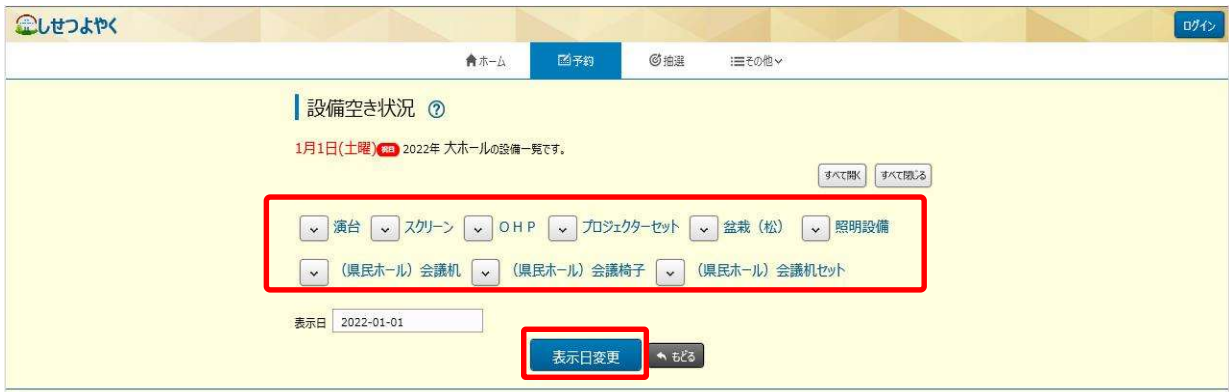 しせつよやく ログイン
ホーム 予約 抽選 その他
設備空き状況 ?
1月1日(土曜) 祝日 2022年 大ホールの設備一覧です。
すべて開く すべて閉じる
演台 スクリーン OHP プロジェクターセット 盆栽(松) 照明設備
(県民ホール)会議机 (県民ホール)会議椅子 (県民ホール)会議机セット
表示日 2022-01-01
表示日変更 もどる